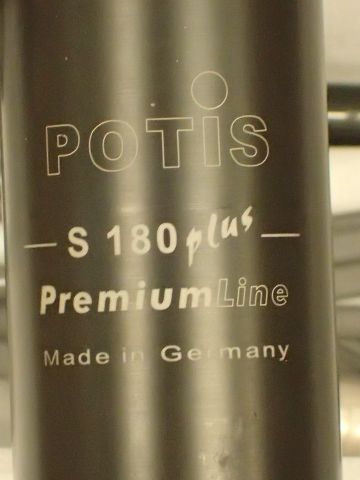 POTiS
— S 180 plus —
PremiumLine
Made in Germany